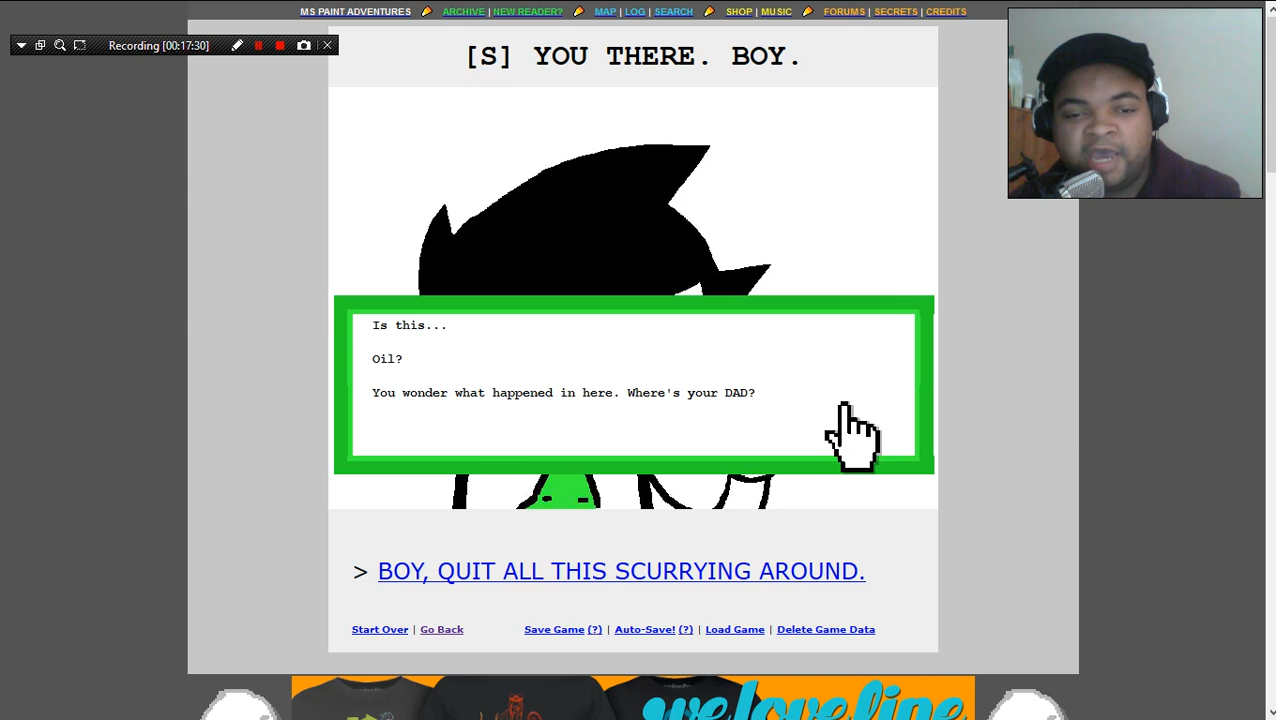 MS PAINT ADVENTURES ARCHIVE | NEW READER? MAP | LOG | SEARCH SHOP | MUSIC FORUMS | SECRETS | CREDITS
Recording [00:17:30]
[S] YOU THERE. BOY.
Is this...
Oil?
You wonder what happened in here. Where's your DAD?
> BOY, QUIT ALL THIS SCURRYING AROUND.
Start Over | Go Back Save Game (?) | Auto-Save! (?) | Load Game | Delete Game Data
welovefine